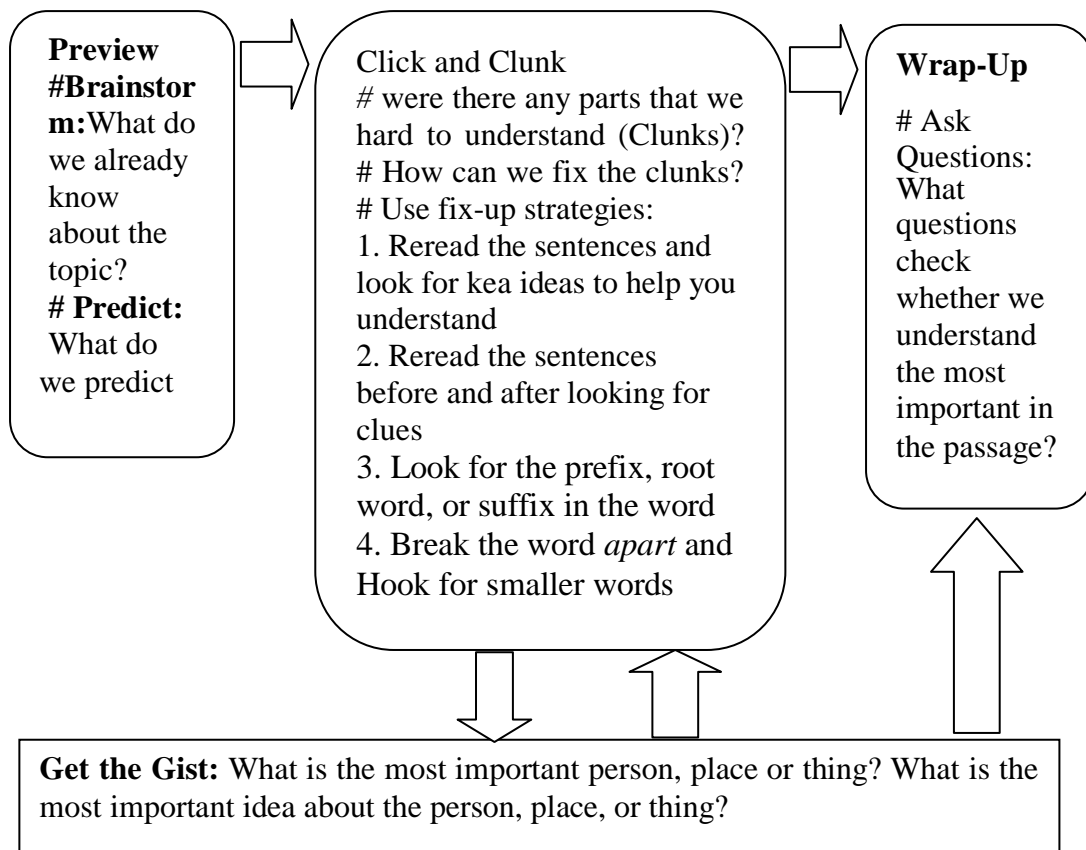 Preview
#Brainstor
m:What do
we already
know
about the
topic?
# Predict:
What do
we predict
Click and Clunk
# were there any parts that we
hard to understand (Clunks)?
# How can we fix the clunks?
# Use fix-up strategies:
1. Reread the sentences and
look for kea ideas to help you
understand
2. Reread the sentences
before and after looking for
clues
3. Look for the prefix, root
word, or suffix in the word
4. Break the word apart and
Hook for smaller words
Wrap-Up
# Ask
Questions:
What
questions
check
whether we
understand
the most
important in
the passage?
Get the Gist: What is the most important person, place or thing? What is the
most important idea about the person, place, or thing?